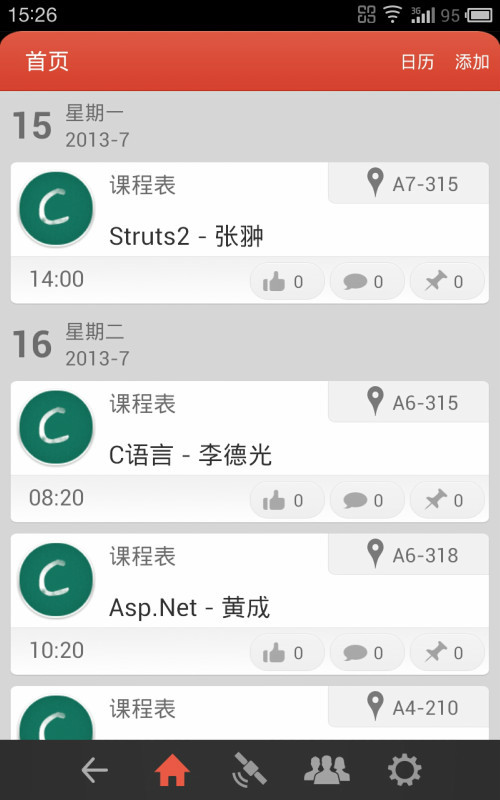 15:26
3G
95
首页
日历
添加
15
星期一
2013-7
课程表
A7-315
Struts2 - 张翀
14:00
0
0
0
16
星期二
2013-7
课程表
A6-315
C语言 - 李德光
08:20
0
0
0
课程表
A6-318
Asp.Net - 黄成
10:20
0
0
0
课程表
A4-210